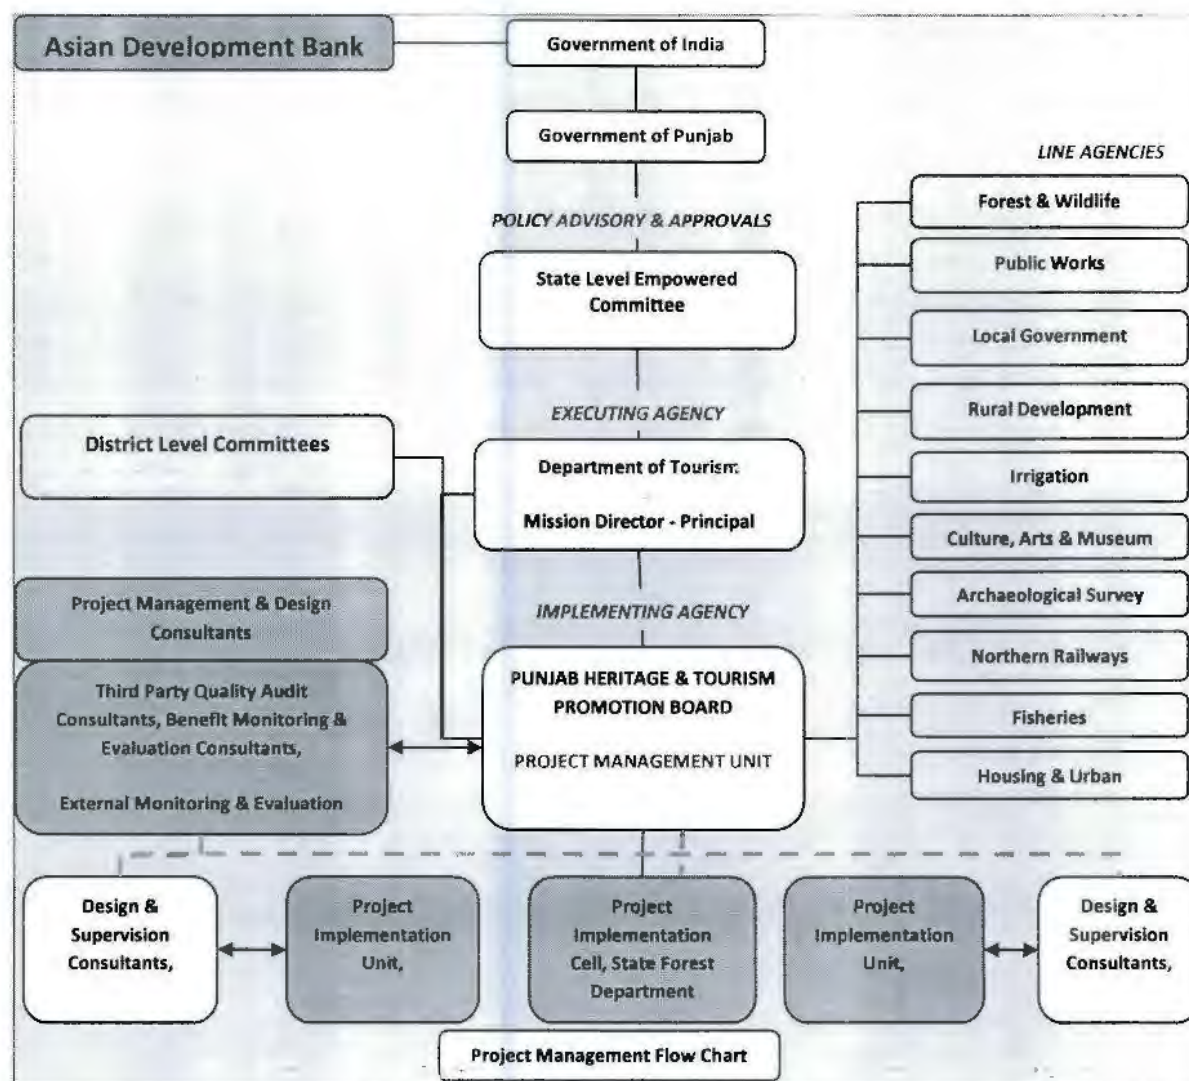 Asian Development Bank
Government of India
Government of Punjab
LINE AGENCIES
Forest & Wildlife
Public Works
Local Government
Rural Development
Irrigation
Culture, Arts & Museum
Archaeological Survey
Northern Railways
Fisheries
Housing & Urban
POLICY ADVISORY & APPROVALS
State Level Empowered
Committee
EXECUTING AGENCY
District Level Committees
Department of Tourism
Mission Director - Principal
IMPLEMENTING AGENCY
Project Management & Design
Consultants
Third Party Quality Audit
Consultants, Benefit Monitoring &
Evaluation Consultants,
External Monitoring & Evaluation
PUNJAB HERITAGE & TOURISM
PROMOTION BOARD
PROJECT MANAGEMENT UNIT
Design &
Supervision
Consultants,
Project
Implementation
Unit,
Project
Implementation
Cell, State Forest
Department
Project
Implementation
Unit,
Design &
Supervision
Consultants,
Project Management Flow Chart